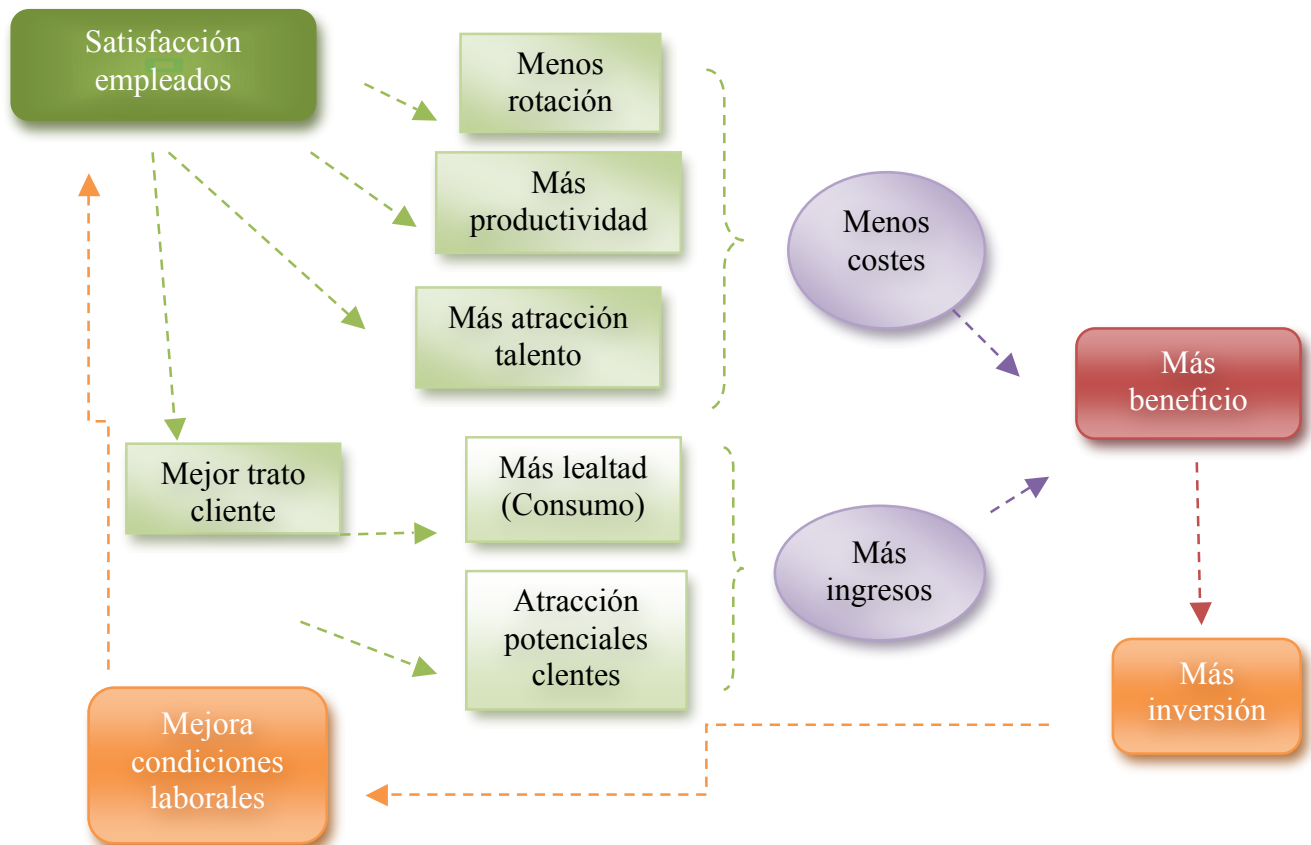 Satisfacción
empleados
Menos
rotación
Más
productividad
Más atracción
talento
Menos
costes
Más
beneficio
Mejor trato
cliente
Más lealtad
(Consumo)
Más
ingresos
Atracción
potenciales
clentes
Más
inversión
Mejora
condiciones
laborales